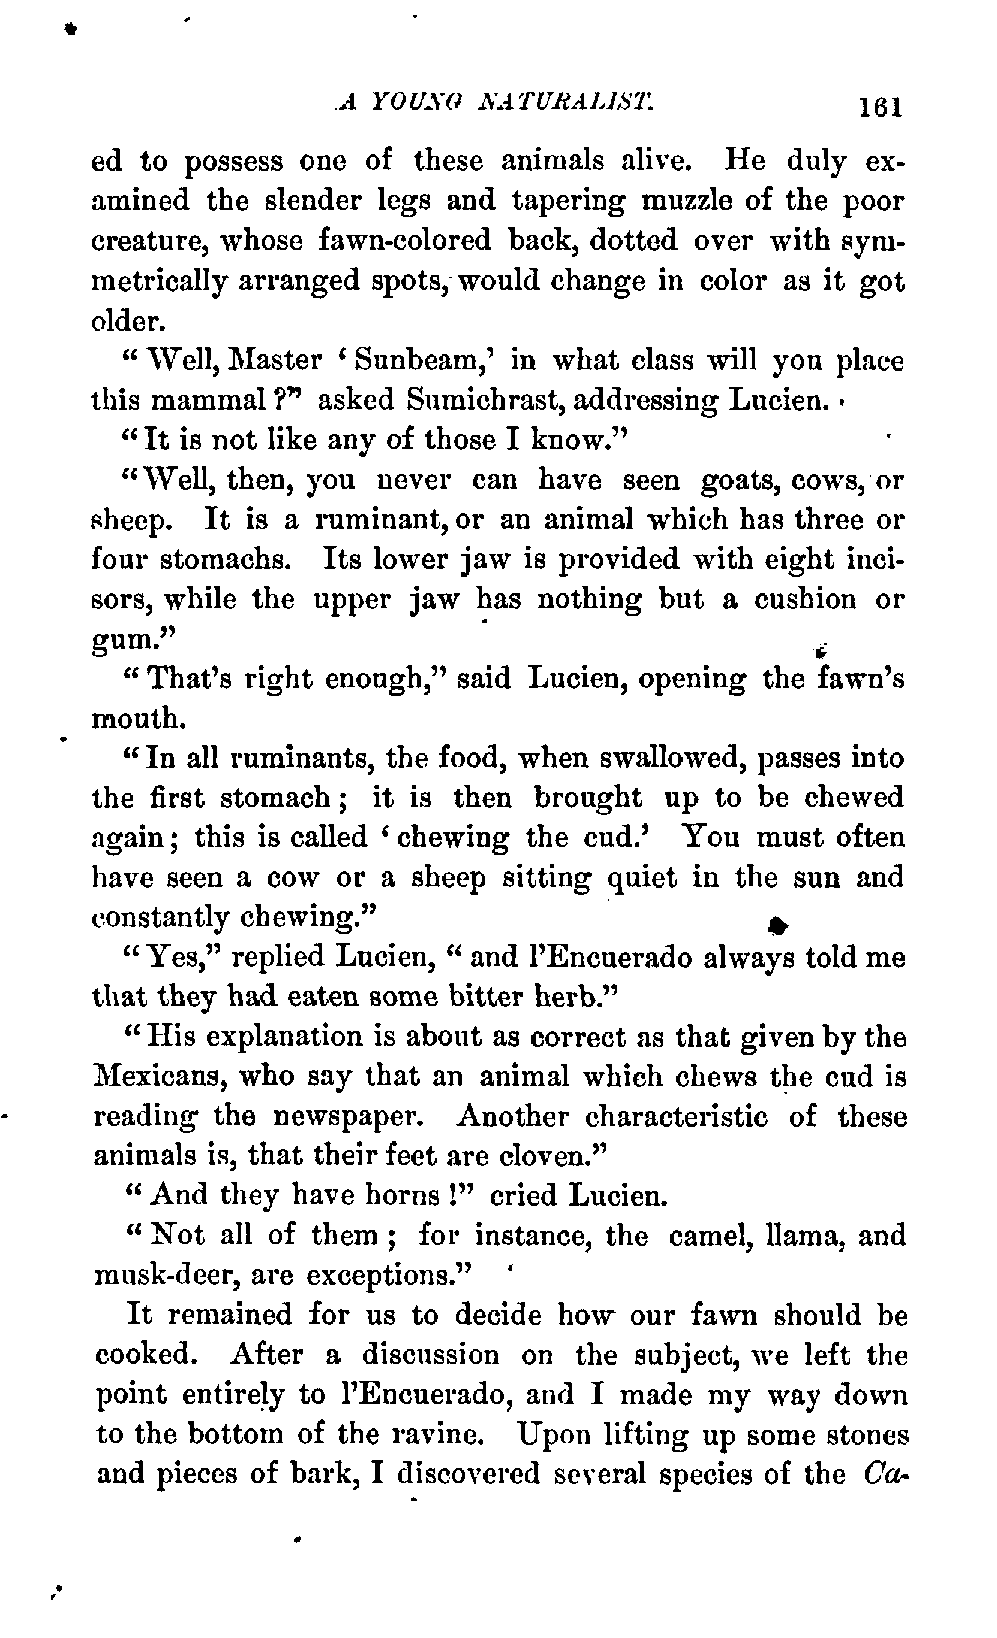 A YOUNG NATURALIST. 161
ed to possess one of these animals alive. He duly ex-
amined the slender legs and tapering muzzle of the poor
creature, whose fawn-colored back, dotted over with sym-
metrically arranged spots, would change in color as it got
older.
“Well, Master ‘Sunbeam,’ in what class will you place
this mammal?” asked Sumichrast, addressing Lucien.
“It is not like any of those I know.”
“Well, then, you never can have seen goats, cows, or
sheep. It is a ruminant, or an animal which has three or
four stomachs. Its lower jaw is provided with eight inci-
sors, while the upper jaw has nothing but a cushion or
gum.”
“That’s right enough,” said Lucien, opening the fawn’s
mouth.
“In all ruminants, the food, when swallowed, passes into
the first stomach; it is then brought up to be chewed
again; this is called ‘chewing the cud.’ You must often
have seen a cow or a sheep sitting quiet in the sun and
constantly chewing.”
“Yes,” replied Lucien, “and l’Encuerado always told me
that they had eaten some bitter herb.”
“His explanation is about as correct as that given by the
Mexicans, who say that an animal which chews the cud is
reading the newspaper. Another characteristic of these
animals is, that their feet are cloven.”
“And they have horns!” cried Lucien.
“Not all of them; for instance, the camel, llama, and
musk-deer, are exceptions.”
It remained for us to decide how our fawn should be
cooked. After a discussion on the subject, we left the
point entirely to l’Encuerado, and I made my way down
to the bottom of the ravine. Upon lifting up some stones
and pieces of bark, I discovered several species of the Ca-